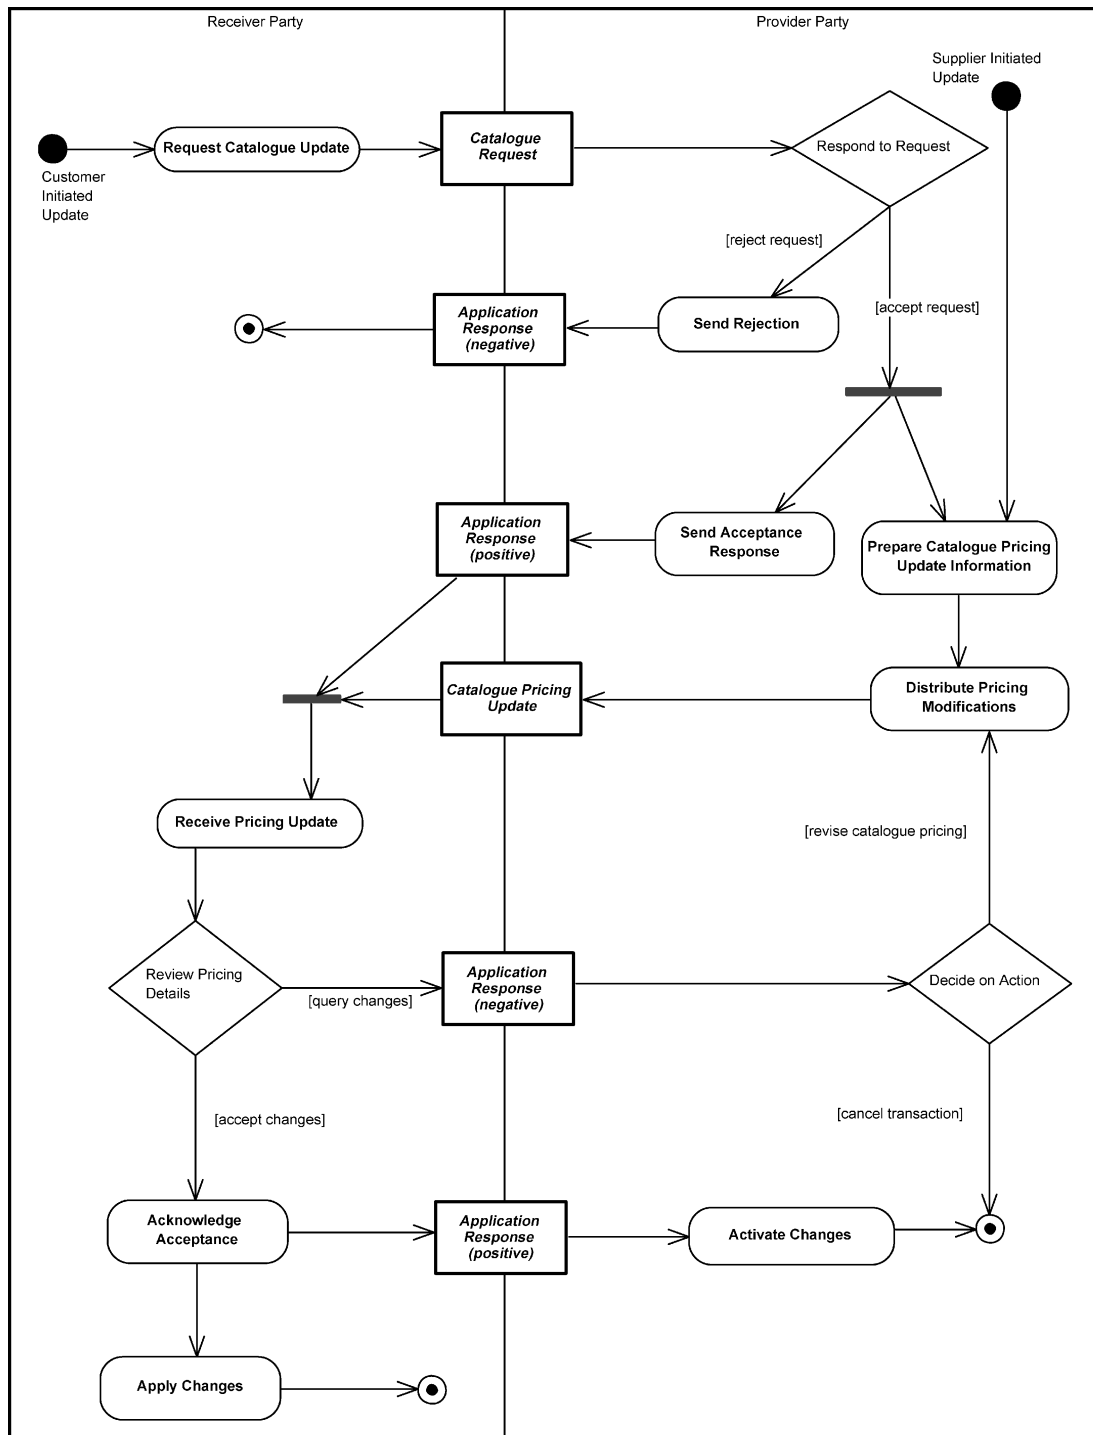 Receiver Party
Provider Party
Supplier Initiated
Update
Request Catalogue Update
Catalogue
Request
Respond to Request
Customer
Initiated
Update
[reject request]
[accept request]
Application
Response
(negative)
Send Rejection
Application
Response
(positive)
Send Acceptance
Response
Prepare Catalogue Pricing
Update Information
Catalogue Pricing
Update
Distribute Pricing
Modifications
Receive Pricing Update
[revise catalogue pricing]
Review Pricing
Details
[query changes]
Application
Response
(negative)
Decide on Action
[accept changes]
[cancel transaction]
Acknowledge
Acceptance
Application
Response
(positive)
Activate Changes
Apply Changes